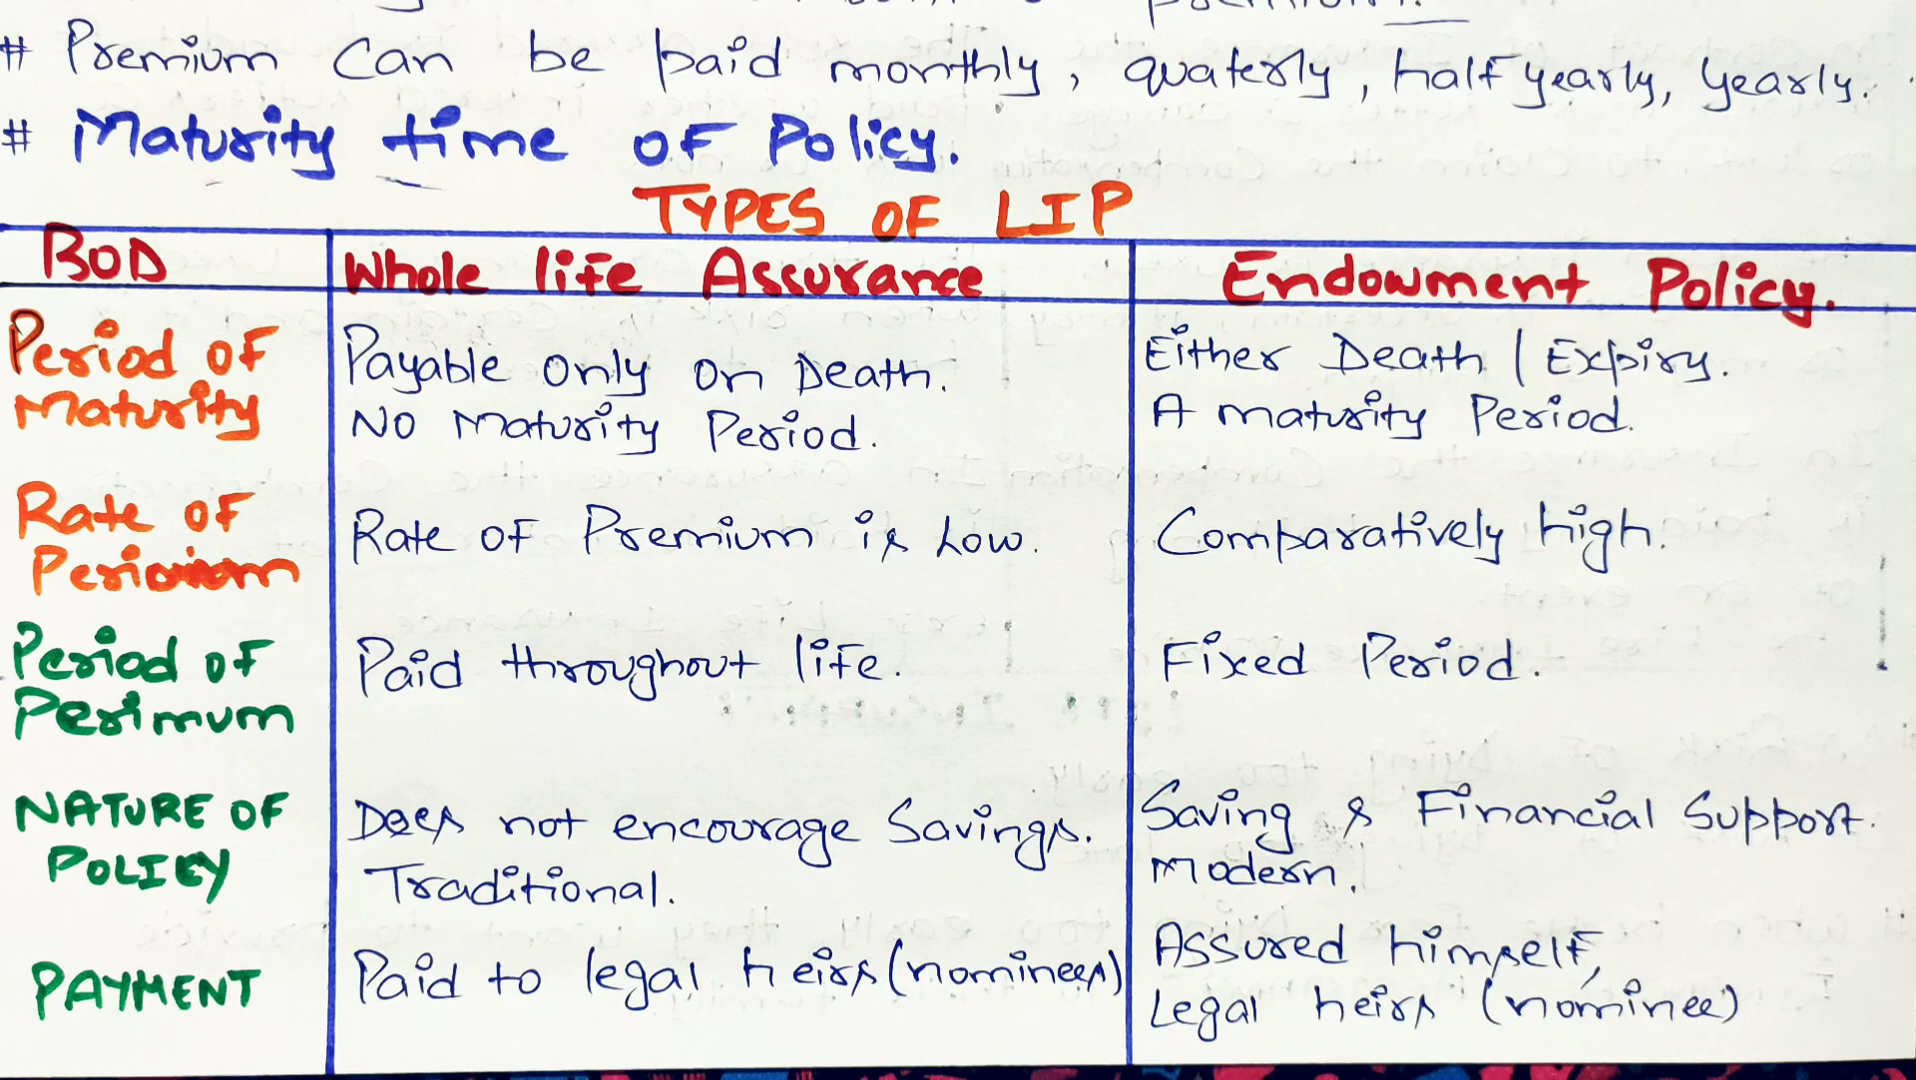 # Premium can be paid monthly, quaterly, half yearly, yearly.
# Maturity time of Policy.
TYPES OF LIP
BOD Whole life Assurance Endowment Policy.
Period of Maturity
Payable only on Death.
No Maturity Period.
Either Death / Expiry.
A maturity Period.
Rate of
Rate of Premium is Low.
Comparatively high.
Period of Perimum
Paid throughout life.
Fixed Period.
NATURE OF POLICY
Does not encourage Savings.
Traditional.
Saving & Financial Support.
Modern.
PAYMENT
Paid to legal heirs (nominees)
Assured himself,
Legal heirs (nominee)